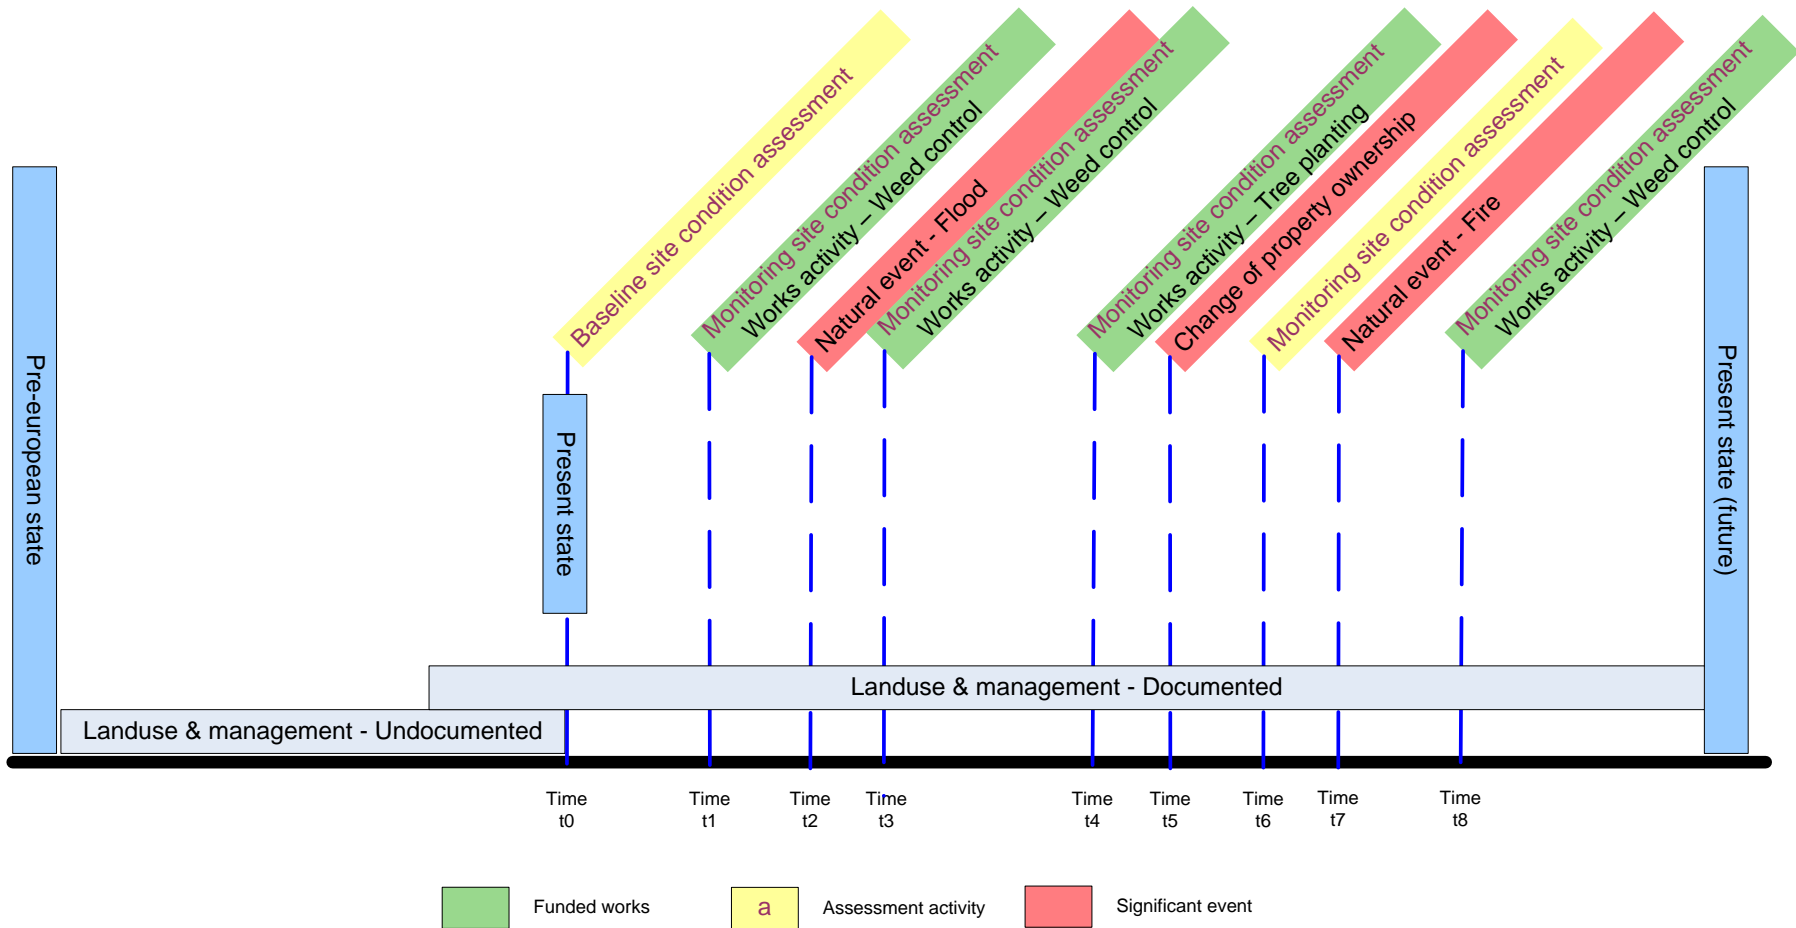 Baseline site condition assessment
Monitoring site condition assessment
Works activity – Weed control
Natural event - Flood
Monitoring site condition assessment
Works activity – Weed control
Monitoring site condition assessment
Works activity – Tree planting
Change of property ownership
Monitoring site condition assessment
Natural event - Fire
Monitoring site condition assessment
Works activity – Weed control
Pre-european state
Present state
Present state (future)
Landuse & management - Documented
Landuse & management - Undocumented
Time
t0
Time
t1
Time
t2
Time
t3
Time
t4
Time
t5
Time
t6
Time
t7
Time
t8
Funded works
a
Assessment activity
Significant event